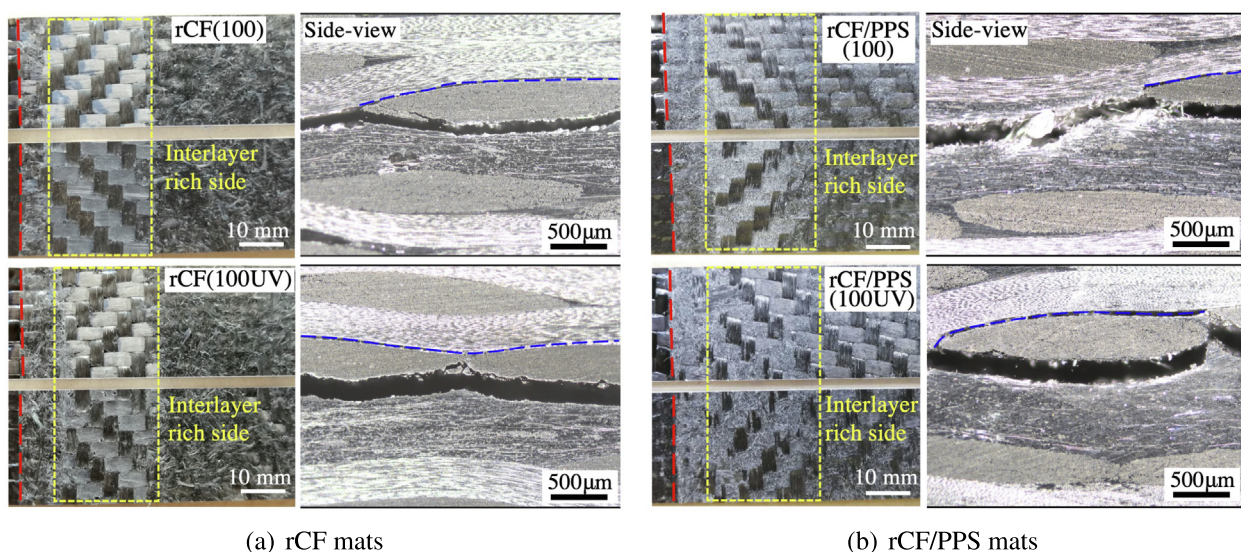 rCF(100)
Side-view
Interlayer
rich side
10 mm
500μm
rCF/PPS
(100)
Side-view
Interlayer
rich side
10 mm
500μm
rCF(100UV)
Interlayer
rich side
10 mm
500μm
rCF/PPS
(100UV)
Interlayer
rich side
10 mm
500μm
(a) rCF mats
(b) rCF/PPS mats